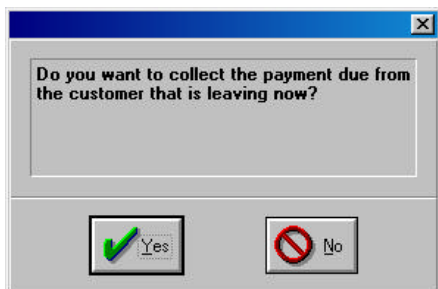 Do you want to collect the payment due from
the customer that is leaving now?
Yes
No